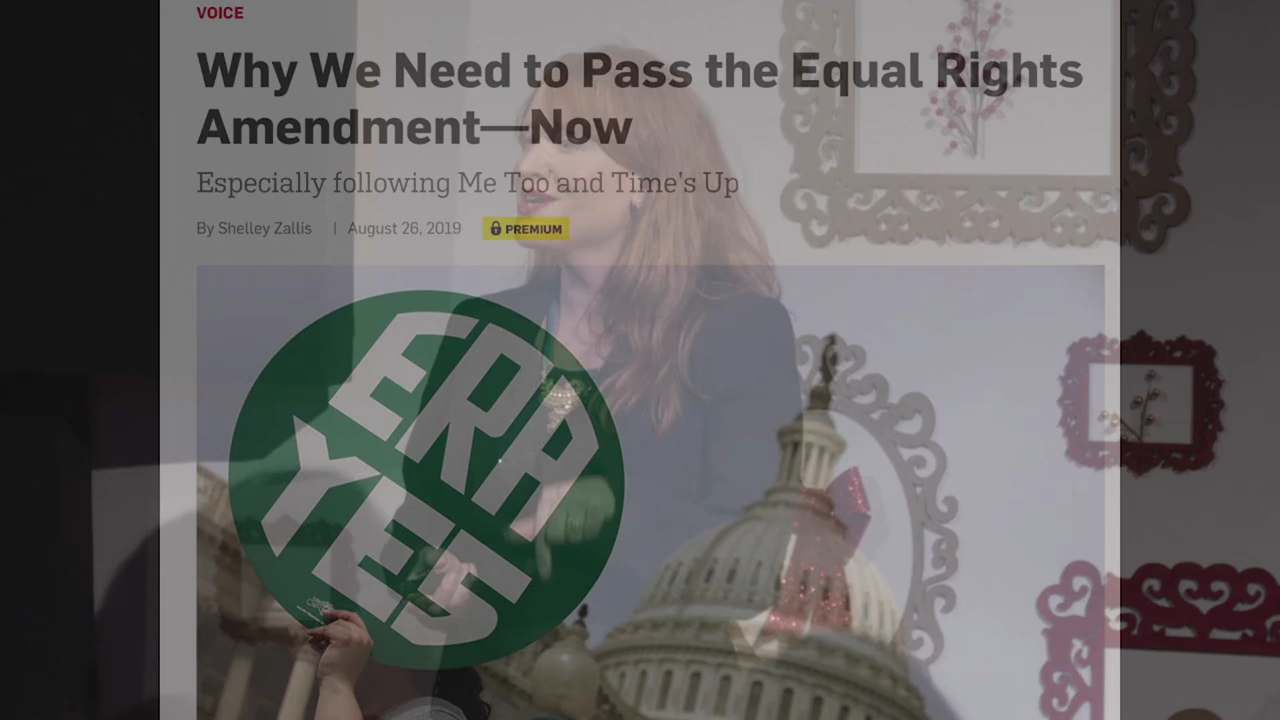 VOICE
Why We Need to Pass the Equal Rights
Amendment—Now
Especially following Me Too and Time's Up
By Shelley Zallis | August 26, 2019 PREMIUM
ERA
YES